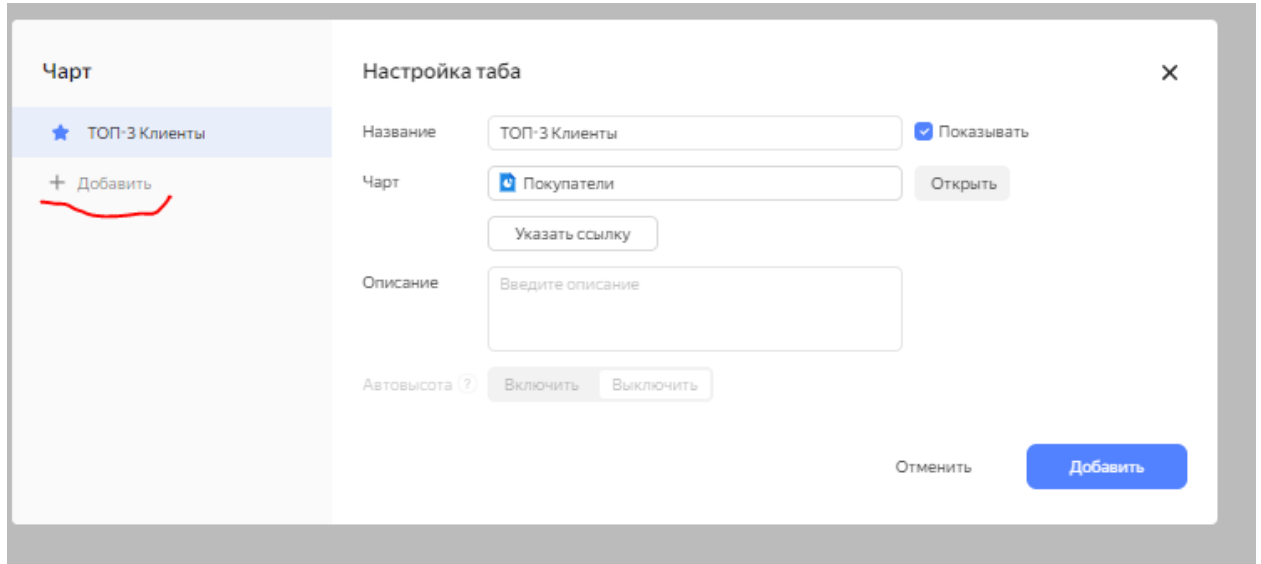 Чарт
ТОП-3 Клиенты
+ Добавить
Настройка таба
Название
ТОП-3 Клиенты
Показывать
Чарт
Покупатели
Открыть
Указать ссылку
Описание
Введите описание
Автовысота ?
Включить
Выключить
Отменить
Добавить